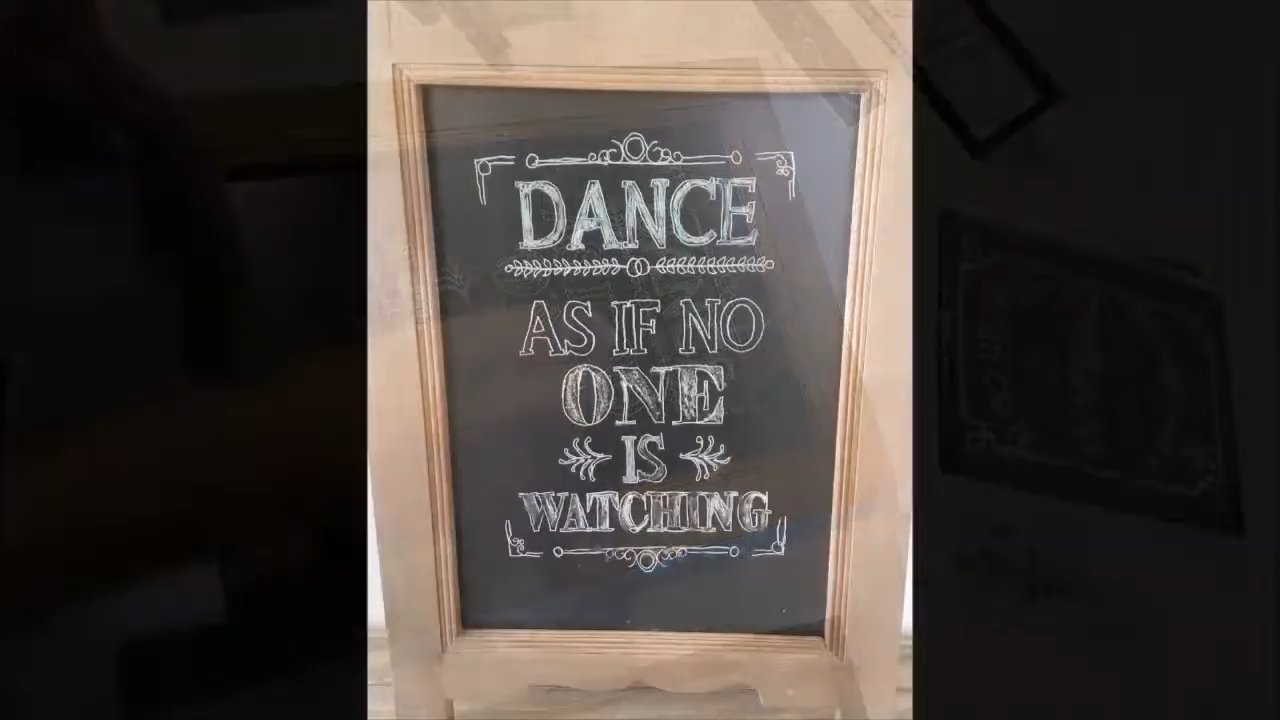 DANCE
AS IF NO
ONE
IS
WATCHING